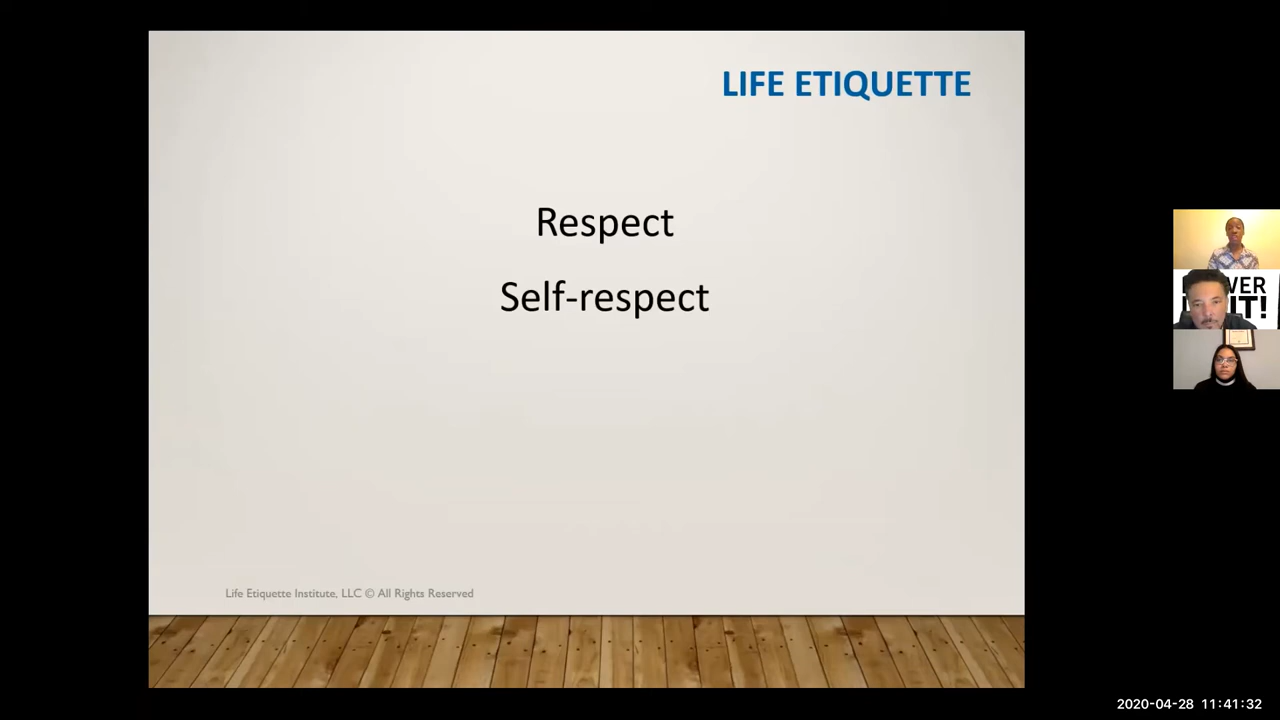 LIFE ETIQUETTE
Respect
Self-respect
Life Etiquette Institute, LLC © All Rights Reserved
2020-04-28 11:41:32